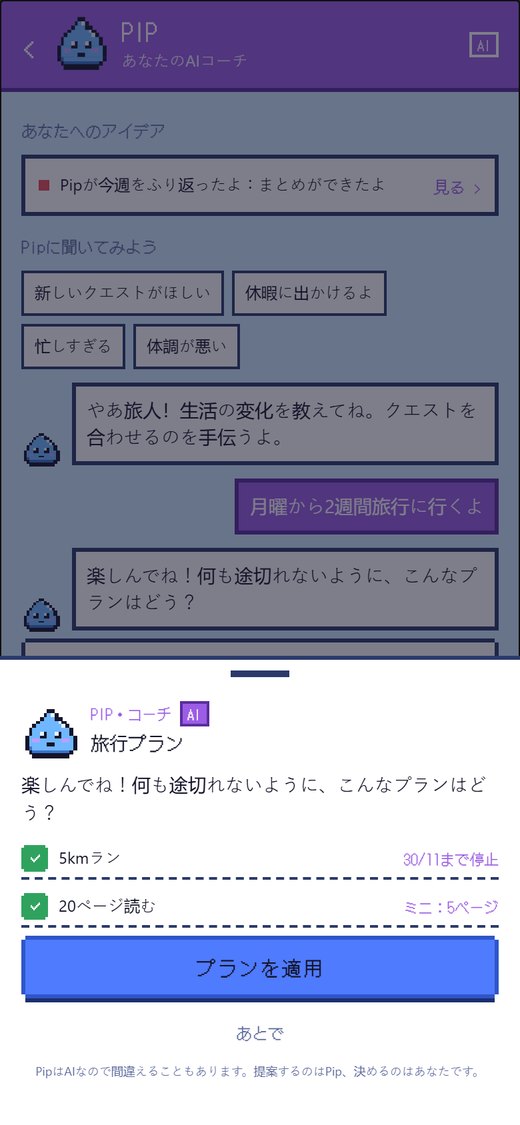 PIP
あなたのAIコーチ
AI
あなたへのアイデア
Pipが今週をふり返ったよ：まとめができたよ
見る
Pipに聞いてみよう
新しいクエストがほしい
休暇に出かけるよ
忙しすぎる
体調が悪い
やあ旅人！生活の変化を教えてね。クエストを
合わせるのを手伝うよ。
月曜から2週間旅行に行くよ
楽しんでね！何も途切れないように、こんなプ
ランはどう？
PIP・コーチ AI
旅行プラン
楽しんでね！何も途切れないように、こんなプランはど
う？
5kmラン
30/11まで停止
20ページ読む
ミニ：5ページ
プランを適用
あとで
PipはAIなので間違えることもあります。提案するのはPip、決めるのはあなたです。